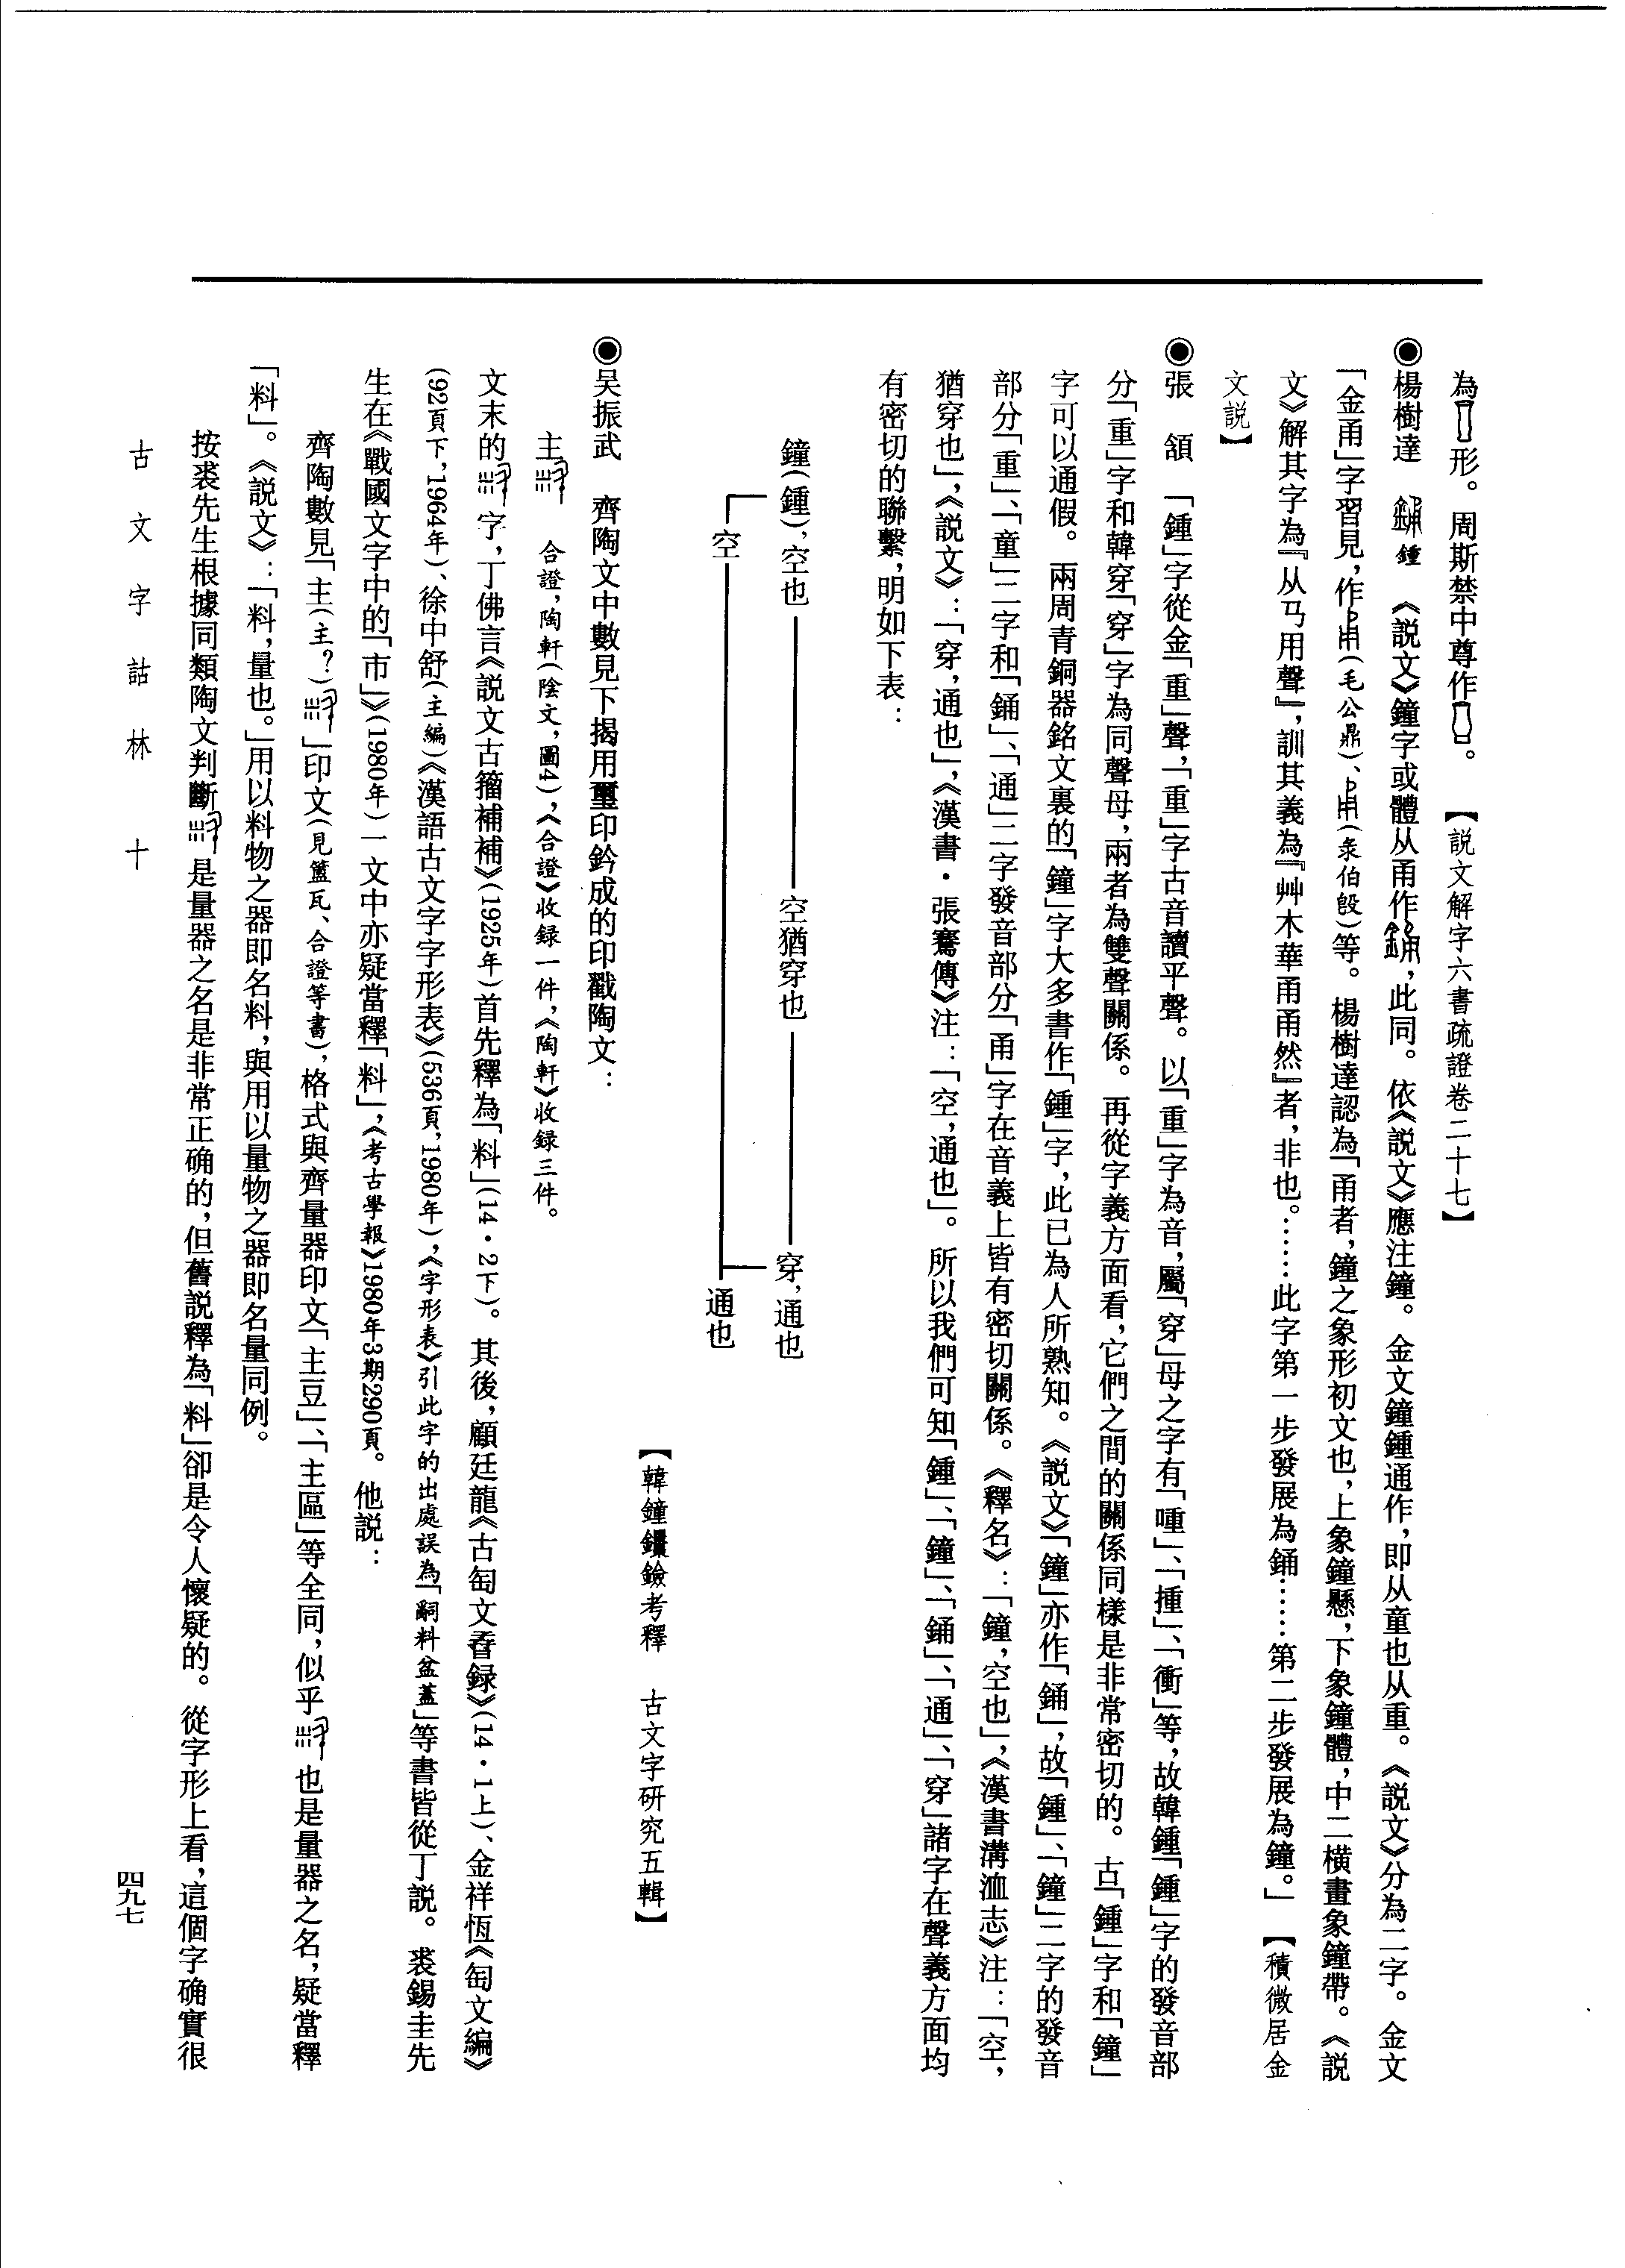 為形。周斯禁中尊作。　【説文解字六書疏證卷二十七】
◉楊樹達　鍾　《説文》鐘字或體从甬作，此同。依《説文》應注鐘。金文鐘鍾通作，即从童也从重。《説文》分為二字。金文
「金甬」字習見，作（毛公鼎）、（彔伯𣪘）等。楊樹達認為「甬者，鐘之象形初文也，上象鐘懸，下象鐘體，中二橫畫象鐘帶。《説
文》解其字為『从㔾用聲』，訓其義為『艸木華甬甬然』者，非也。……此字第一步發展為銿……第二步發展為鐘。」　【積微居金
文説】
◉張　頷　「鍾」字從金「重」聲，「重」字古音讀平聲。以「重」字為音，屬「穿」母之字有「喠」、「揰」、「衝」等，故韓鍾「鍾」字的發音部
分「重」字和韓穿「穿」字為同聲母，兩者為雙聲關係。再從字義方面看，它們之間的關係同樣是非常密切的。古「鍾」字和「鐘」
字可以通假。兩周青銅器銘文裏的「鐘」字大多書作「鍾」字，此已為人所熟知。《説文》「鐘」亦作「銿」，故「鍾」、「鐘」二字的發音
部分「重」、「童」二字和「銿」、「通」二字發音部分「甬」字在音義上皆有密切關係。《釋名》：「鐘，空也」，《漢書溝洫志》注：「空，
猶穿也」，《説文》：「穿，通也」，《漢書·張騫傳》注：「空，通也」。所以我們可知「鍾」、「鐘」、「銿」、「通」、「穿」諸字在聲義方面均
有密切的聯繫，明如下表：
鐘（鍾），空也 空猶穿也 穿，通也
空 通也
【韓鐘鐱考釋　古文字研究五輯】
◉吴振武　齊陶文中數見下揭用璽印鈐成的印戳陶文：
主　合證，陶軒（陰文，圖4），《合證》收録一件，《陶軒》收録三件。
文末的字，丁佛言《説文古籀補補》（1925年）首先釋為「料」（14·2下）。其後，顧廷龍《古匋文孴録》（14·1上）、金祥恆《匋文編》
（92頁下，1964年）、徐中舒（主編）《漢語古文字字形表》（536頁，1980年），《字形表》引此字的出處誤為「嗣料盆蓋」等書皆從丁説。裘錫圭先
生在《戰國文字中的「市」》（1980年）一文中亦疑當釋「料」，《考古學報》1980年3期290頁。他説：
齊陶數見「主（主？）」印文（見簠瓦、合證等書），格式與齊量器印文「主豆」、「主區」等全同，似乎也是量器之名，疑當釋
「料」。《説文》：「料，量也。」用以料物之器即名料，與用以量物之器即名量同例。
按裘先生根據同類陶文判斷是量器之名是非常正确的，但舊説釋為「料」卻是令人懷疑的。從字形上看，這個字确實很
古文字詁林　十
四九七